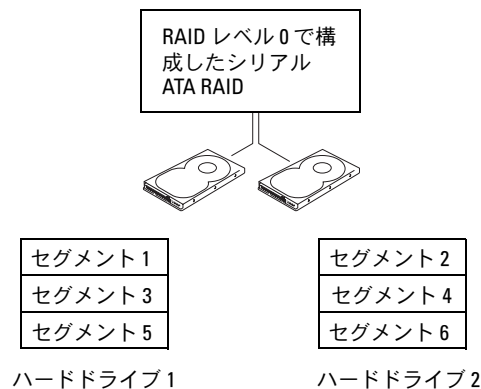 RAID レベル 0 で構
成したシリアル
ATA RAID
セグメント 1
セグメント 2
セグメント 3
セグメント 4
セグメント 5
セグメント 6
ハードドライブ 1
ハードドライブ 2